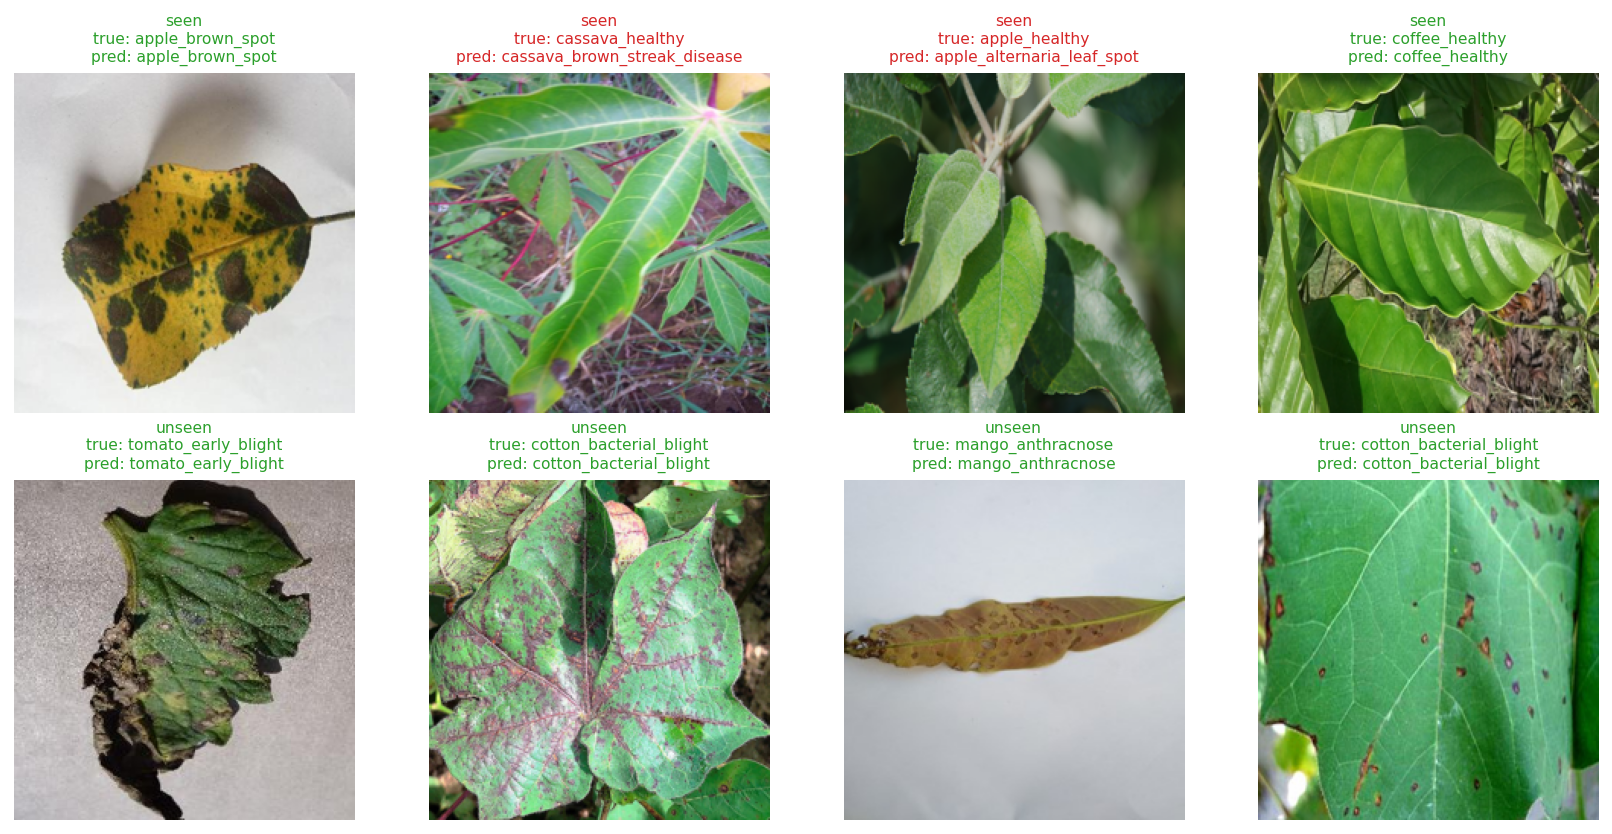 seen
true: apple_brown_spot
pred: apple_brown_spot
seen
true: cassava_healthy
pred: cassava_brown_streak_disease
seen
true: apple_healthy
pred: apple_alternaria_leaf_spot
seen
true: coffee_healthy
pred: coffee_healthy
unseen
true: tomato_early_blight
pred: tomato_early_blight
unseen
true: cotton_bacterial_blight
pred: cotton_bacterial_blight
unseen
true: mango_anthracnose
pred: mango_anthracnose
unseen
true: cotton_bacterial_blight
pred: cotton_bacterial_blight